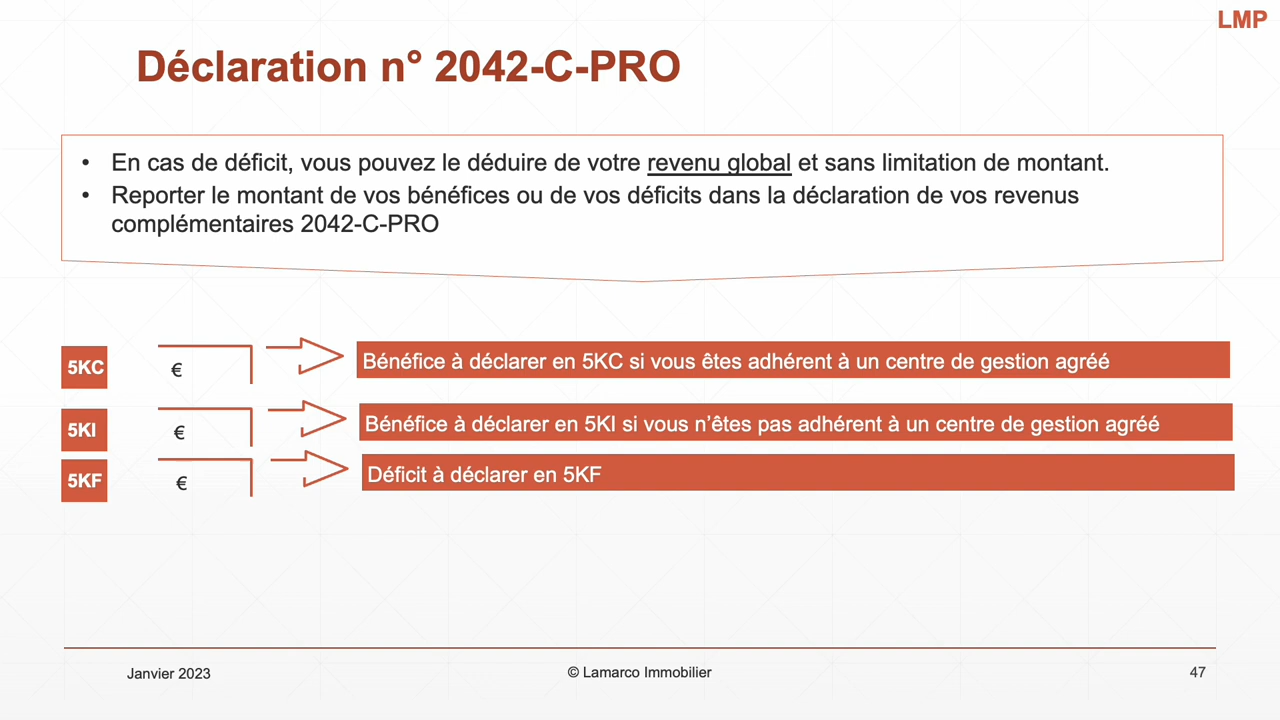 LMP
Déclaration n° 2042-C-PRO
• En cas de déficit, vous pouvez le déduire de votre revenu global et sans limitation de montant.
• Reporter le montant de vos bénéfices ou de vos déficits dans la déclaration de vos revenus
complémentaires 2042-C-PRO
5KC € Bénéfice à déclarer en 5KC si vous êtes adhérent à un centre de gestion agréé
5KI € Bénéfice à déclarer en 5KI si vous n’êtes pas adhérent à un centre de gestion agréé
5KF € Déficit à déclarer en 5KF
Janvier 2023 © Lamarco Immobilier 47